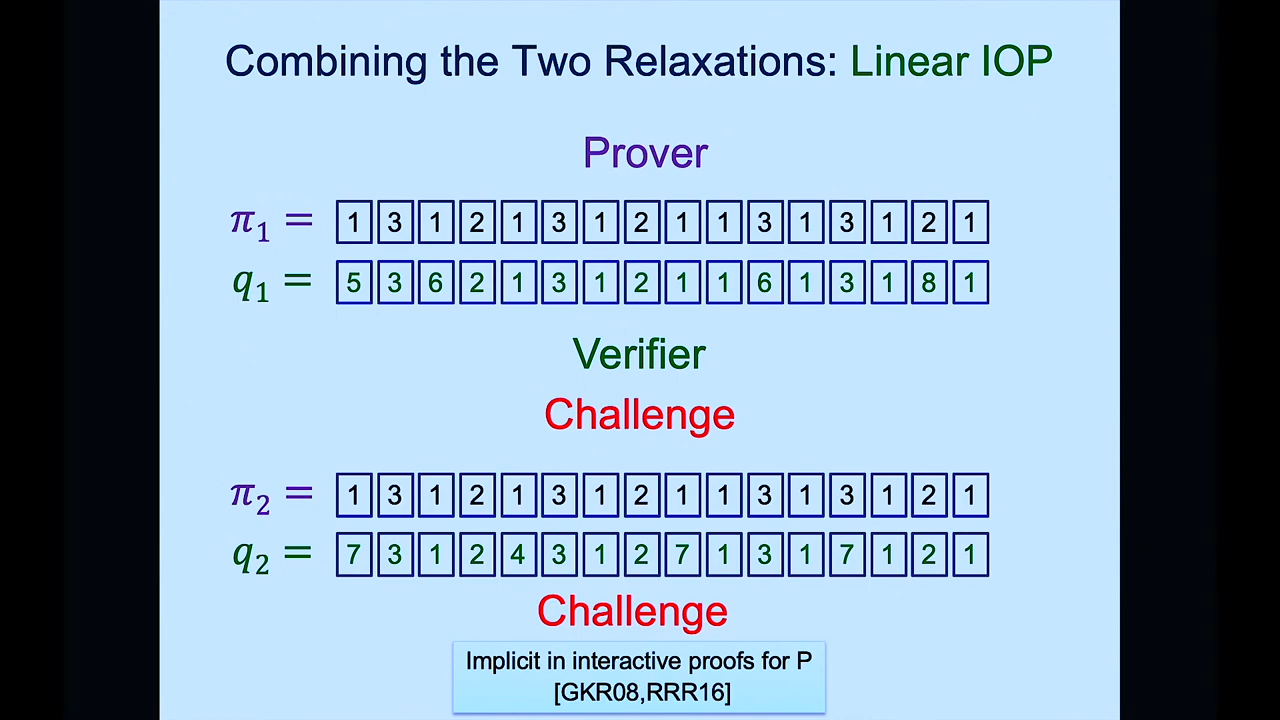 Combining the Two Relaxations: Linear IOP
Prover
π₁ = 1 3 1 2 1 3 1 2 1 1 3 1 3 1 2 1
q₁ = 5 3 6 2 1 3 1 2 1 1 6 1 3 1 8 1
Verifier
Challenge
π₂ = 1 3 1 2 1 3 1 2 1 1 3 1 3 1 2 1
q₂ = 7 3 1 2 4 3 1 2 7 1 3 1 7 1 2 1
Challenge
Implicit in interactive proofs for P
[GKR08,RRR16]